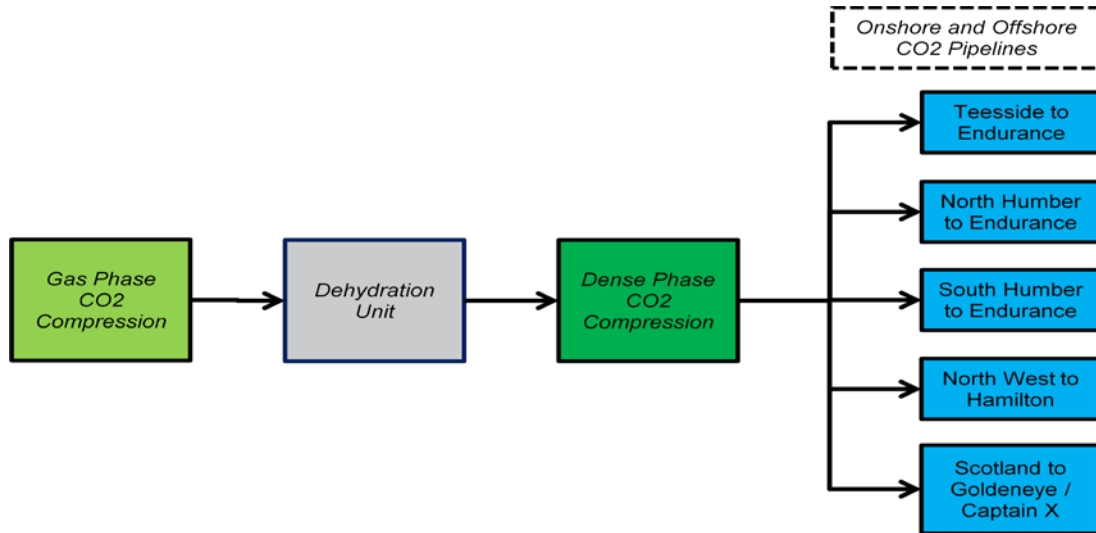 Onshore and Offshore
CO2 Pipelines
Teesside to
Endurance
North Humber
to Endurance
Gas Phase
CO2
Compression
Dehydration
Unit
Dense Phase
CO2
Compression
South Humber
to Endurance
North West to
Hamilton
Scotland to
Goldeneye /
Captain X